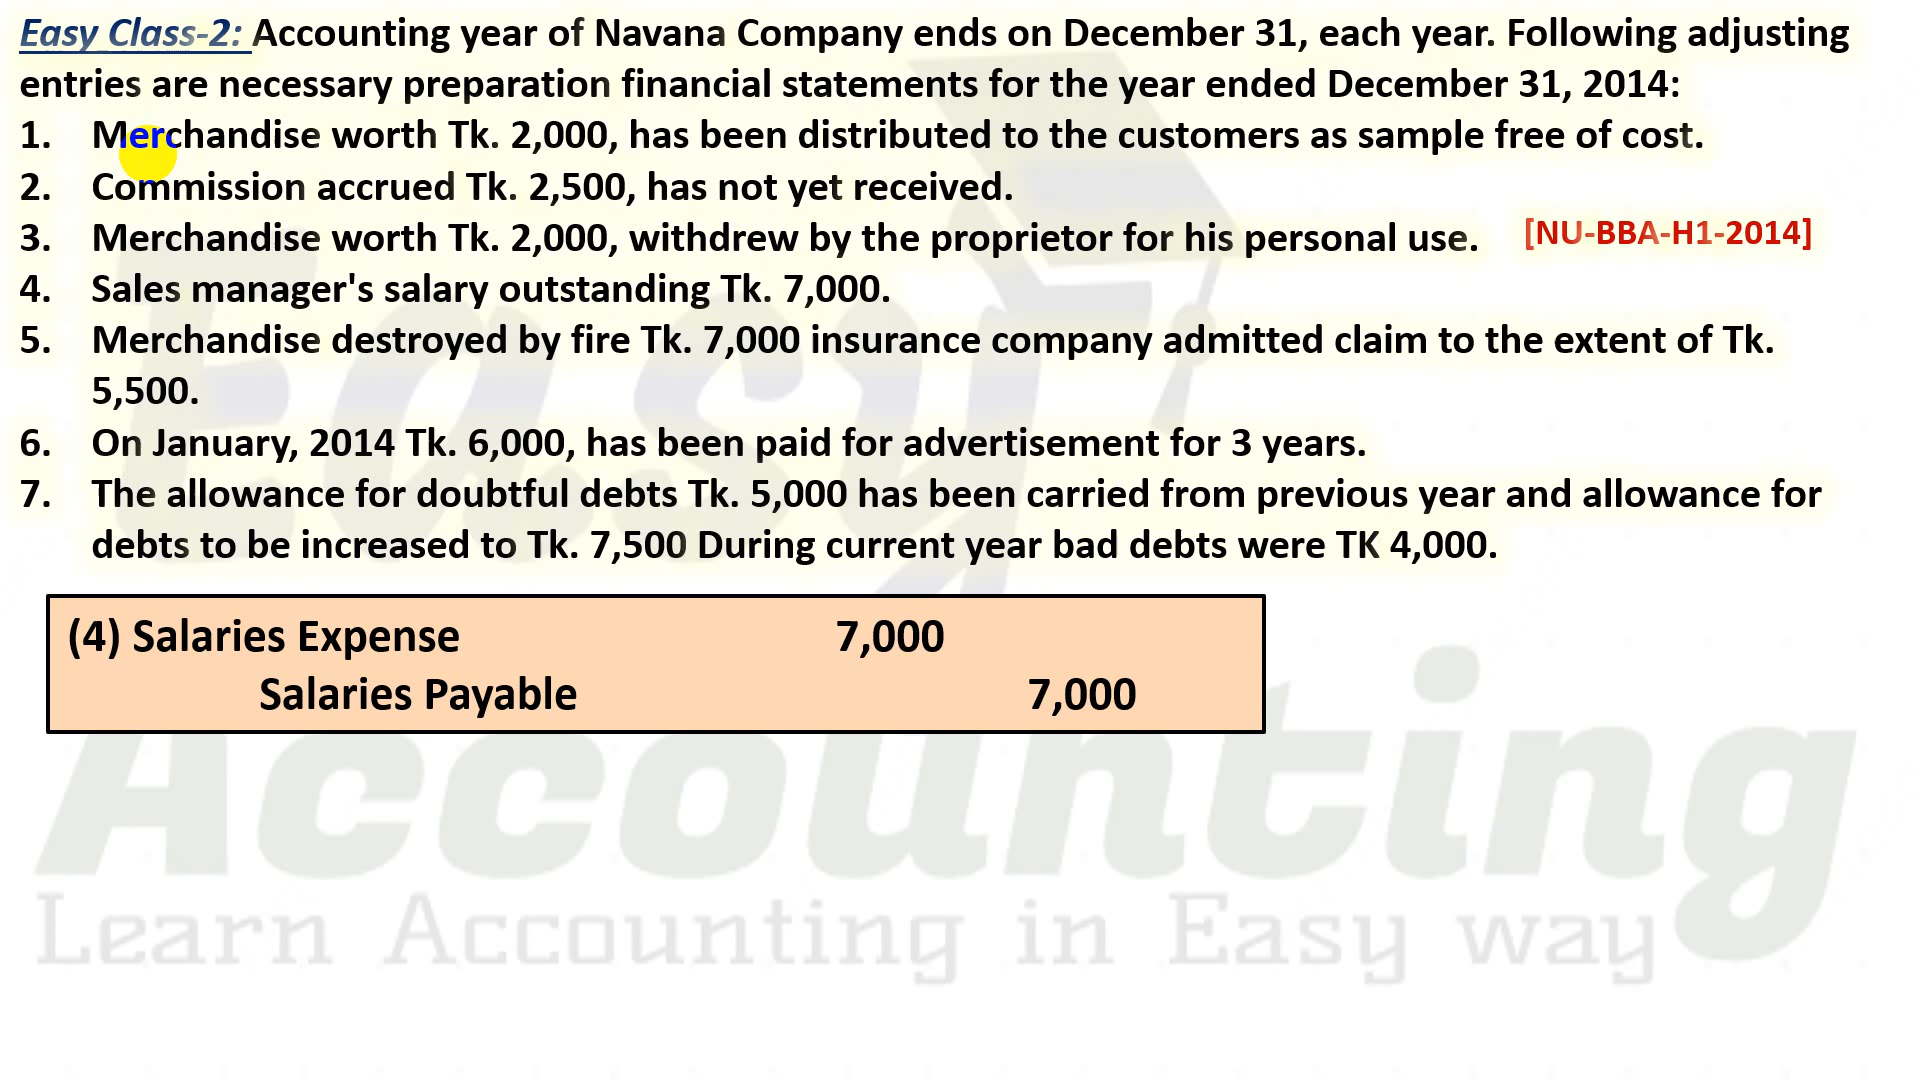 Easy Class-2: Accounting year of Navana Company ends on December 31, each year. Following adjusting
entries are necessary preparation financial statements for the year ended December 31, 2014:
1. Merchandise worth Tk. 2,000, has been distributed to the customers as sample free of cost.
2. Commission accrued Tk. 2,500, has not yet received.
3. Merchandise worth Tk. 2,000, withdrew by the proprietor for his personal use. [NU-BBA-H1-2014]
4. Sales manager's salary outstanding Tk. 7,000.
5. Merchandise destroyed by fire Tk. 7,000 insurance company admitted claim to the extent of Tk.
5,500.
6. On January, 2014 Tk. 6,000, has been paid for advertisement for 3 years.
7. The allowance for doubtful debts Tk. 5,000 has been carried from previous year and allowance for
debts to be increased to Tk. 7,500 During current year bad debts were TK 4,000.
(4) Salaries Expense 7,000
Salaries Payable 7,000
Easy
Accounting
Learn Accounting in Easy way